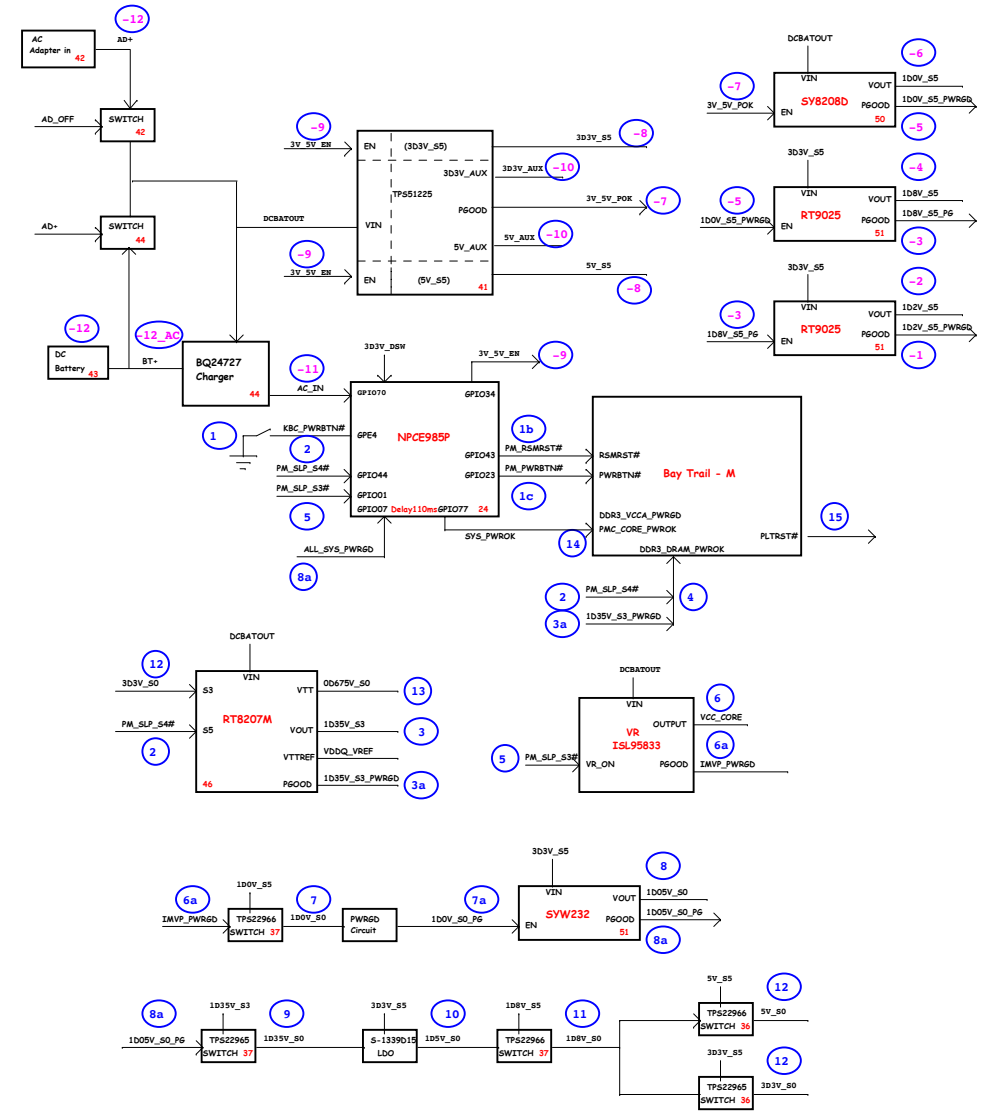 -12
AD+
AC
Adapter in
42
AD_OFF
SWITCH
42
AD+
SWITCH
44
-12
-12_AC
DC
Battery
43
BT+
BQ24727
Charger
44
-11
AC_IN
DCBATOUT
-9
3V_5V_EN
EN
(3D3V_S5)
3D3V_S5
-8
3D3V_AUX
3D3V_AUX
-10
TPS51225
PGOOD
3V_5V_POK
-7
VIN
5V_AUX
5V_AUX
-10
-9
3V_5V_EN
EN
(5V_S5)
41
5V_S5
-8
DCBATOUT
-6
VIN
VOUT
1D0V_S5
-7
3V_5V_POK
SY8208D
EN
PGOOD
1D0V_S5_PWRGD
50
-5
3D3V_S5
-4
VIN
VOUT
1D8V_S5
-5
1D0V_S5_PWRGD
RT9025
EN
PGOOD
1D8V_S5_PG
51
-3
3D3V_S5
-2
VIN
VOUT
1D2V_S5
-3
1D8V_S5_PG
RT9025
EN
PGOOD
1D2V_S5_PWRGD
51
-1
3D3V_DSW
3V_5V_EN
-9
GPIO70
GPIO34
1
KBC_PWRBTN#
GPE4
NPCE985P
2
PM_SLP_S4#
GPIO44
PM_SLP_S3#
GPIO01
5
GPIO07
Delay110ms
GPIO77
24
GPIO43
1b
PM_RSMRST#
GPIO23
PM_PWRBTN#
1c
SYS_PWROK
ALL_SYS_PWRGD
8a
RSMRST#
PWRBTN#
Bay Trail - M
DDR3_VCCA_PWRGD
PMC_CORE_PWROK
14
DDR3_DRAM_PWROK
PLTRST#
15
2
PM_SLP_S4#
4
3a
1D35V_S3_PWRGD
DCBATOUT
VIN
12
3D3V_S0
S3
VTT
0D675V_S0
13
RT8207M
PM_SLP_S4#
S5
2
VOUT
1D35V_S3
3
VTTREF
VDDQ_VREF
46
PGOOD
1D35V_S3_PWRGD
3a
DCBATOUT
VIN
6
OUTPUT
VCC_CORE
VR
ISL95833
6a
5
PM_SLP_S3#
VR_ON
PGOOD
IMVP_PWRGD
6a
IMVP_PWRGD
1D0V_S5
TPS22966
SWITCH 37
7
1D0V_S0
PWRGD
Circuit
7a
1D0V_S0_PG
3D3V_S5
VIN
8
VOUT
1D05V_S0
SYW232
EN
PGOOD
1D05V_S0_PG
51
8a
8a
1D05V_S0_PG
1D35V_S3
TPS22965
SWITCH 37
9
1D35V_S0
3D3V_S5
S-1339D15
LDO
10
1D5V_S0
1D8V_S5
TPS22966
SWITCH 37
11
1D8V_S0
5V_S5
TPS22966
SWITCH 36
12
5V_S0
3D3V_S5
TPS22965
SWITCH 36
12
3D3V_S0